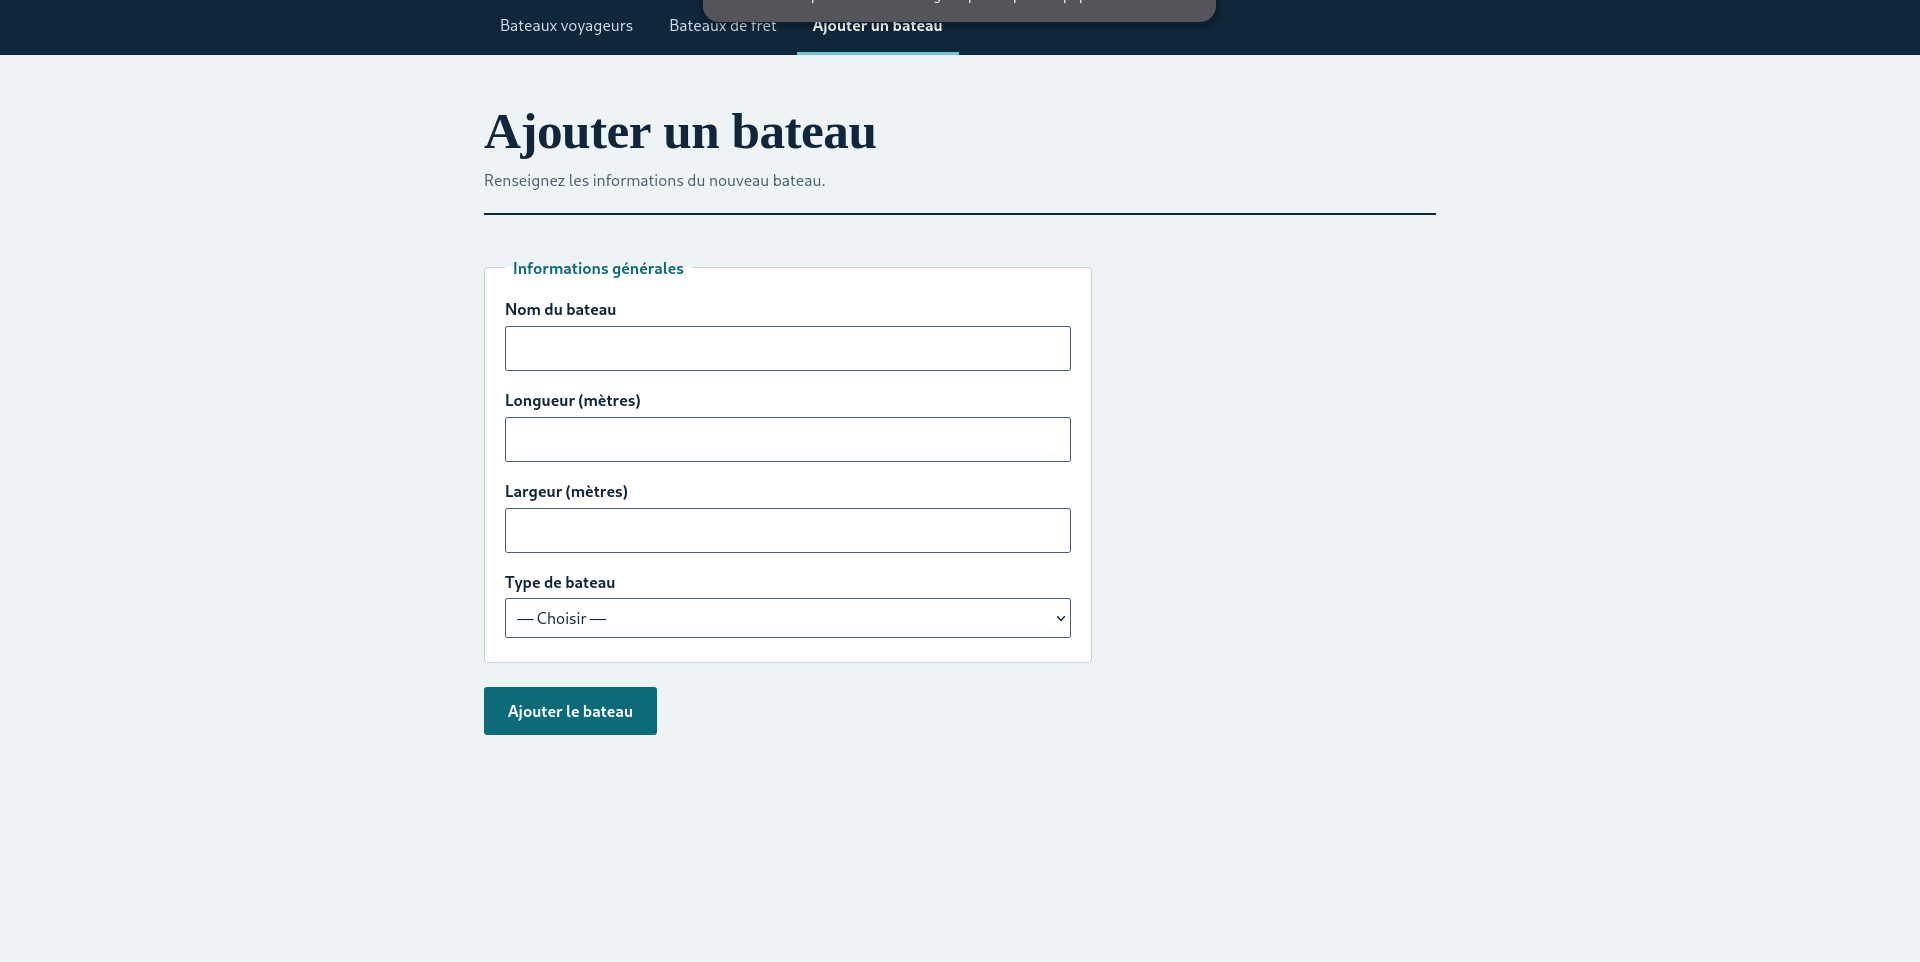 Bateaux voyageurs
Bateaux de fret
Ajouter un bateau
Ajouter un bateau
Renseignez les informations du nouveau bateau.
Informations générales
Nom du bateau
Longueur (mètres)
Largeur (mètres)
Type de bateau
— Choisir —
Ajouter le bateau